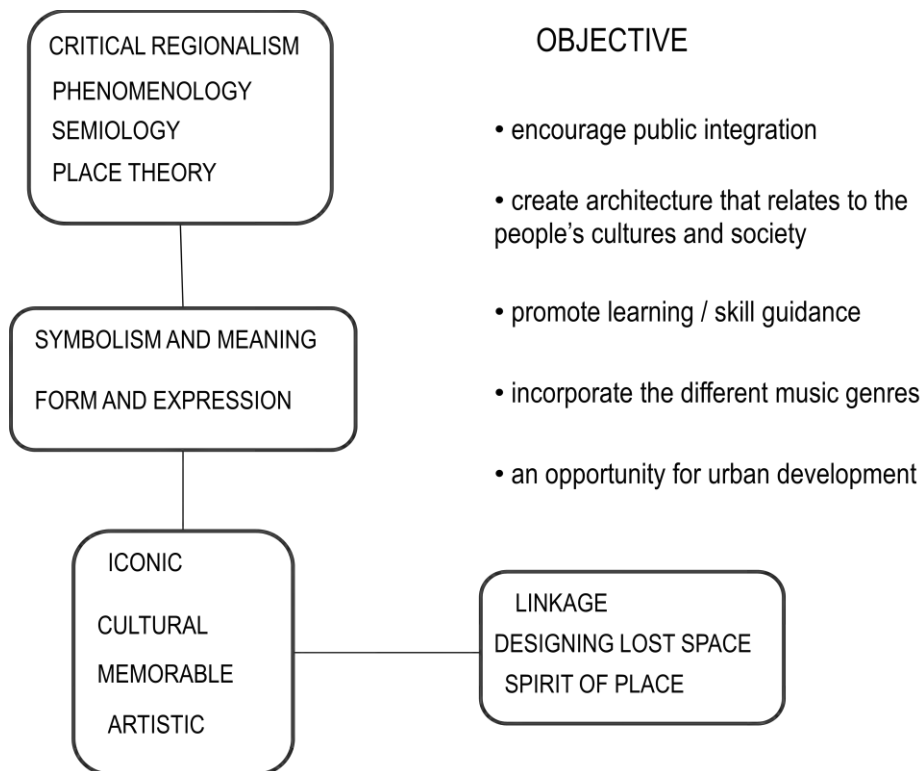 CRITICAL REGIONALISM
PHENOMENOLOGY
SEMIOLOGY
PLACE THEORY
SYMBOLISM AND MEANING
FORM AND EXPRESSION
ICONIC
CULTURAL
MEMORABLE
ARTISTIC
LINKAGE
DESIGNING LOST SPACE
SPIRIT OF PLACE
OBJECTIVE
• encourage public integration
• create architecture that relates to the
people’s cultures and society
• promote learning / skill guidance
• incorporate the different music genres
• an opportunity for urban development